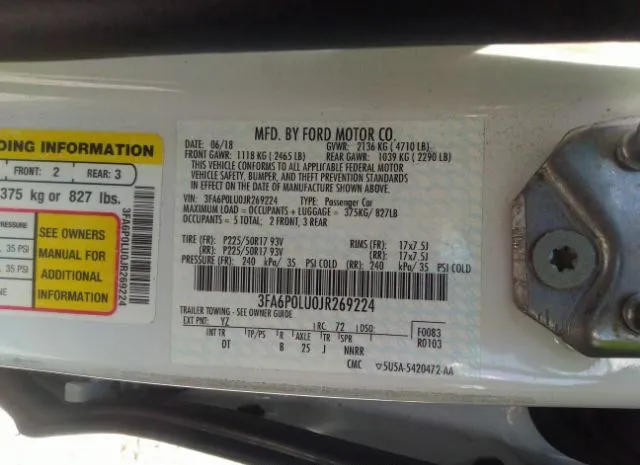 DING INFORMATION
FRONT: 2 REAR: 3
375 kg or 827 lbs.
PRESSURE
35 PSI
35 PSI
SEE OWNERS
MANUAL FOR
ADDITIONAL
INFORMATION
3FA6P0LU0JR269224
MFD. BY FORD MOTOR CO.
DATE: 06/18 GVWR: 2136 KG ( 4710 LB)
FRONT GAWR: 1118 KG ( 2465 LB) REAR GAWR: 1039 KG ( 2290 LB)
THIS VEHICLE CONFORMS TO ALL APPLICABLE FEDERAL MOTOR
VEHICLE SAFETY, BUMPER, AND THEFT PREVENTION STANDARDS
IN EFFECT ON THE DATE OF MANUFACTURE SHOWN ABOVE.
VIN: 3FA6P0LU0JR269224 TYPE: Passenger Car
MAXIMUM LOAD = OCCUPANTS + LUGGAGE = 375KG/ 827LB
OCCUPANTS = 5 TOTAL; 2 FRONT, 3 REAR
TIRE (FR): P225/50R17 93V RIMS (FR): 17x7.5J
(RR): P225/50R17 93V (RR): 17x7.5J
PRESSURE (FR): 240 kPa/ 35 PSI COLD (RR): 240 kPa/ 35 PSI COLD
3FA6P0LU0JR269224
TRAILER TOWING - SEE OWNER GUIDE
EXT PNT: YZ RC: 72 DSO: F0083
INT TR TP/PS R AXLE TR SPR R0103
DT B 25 J NNRR
CMC 5U5A-5420472-AA